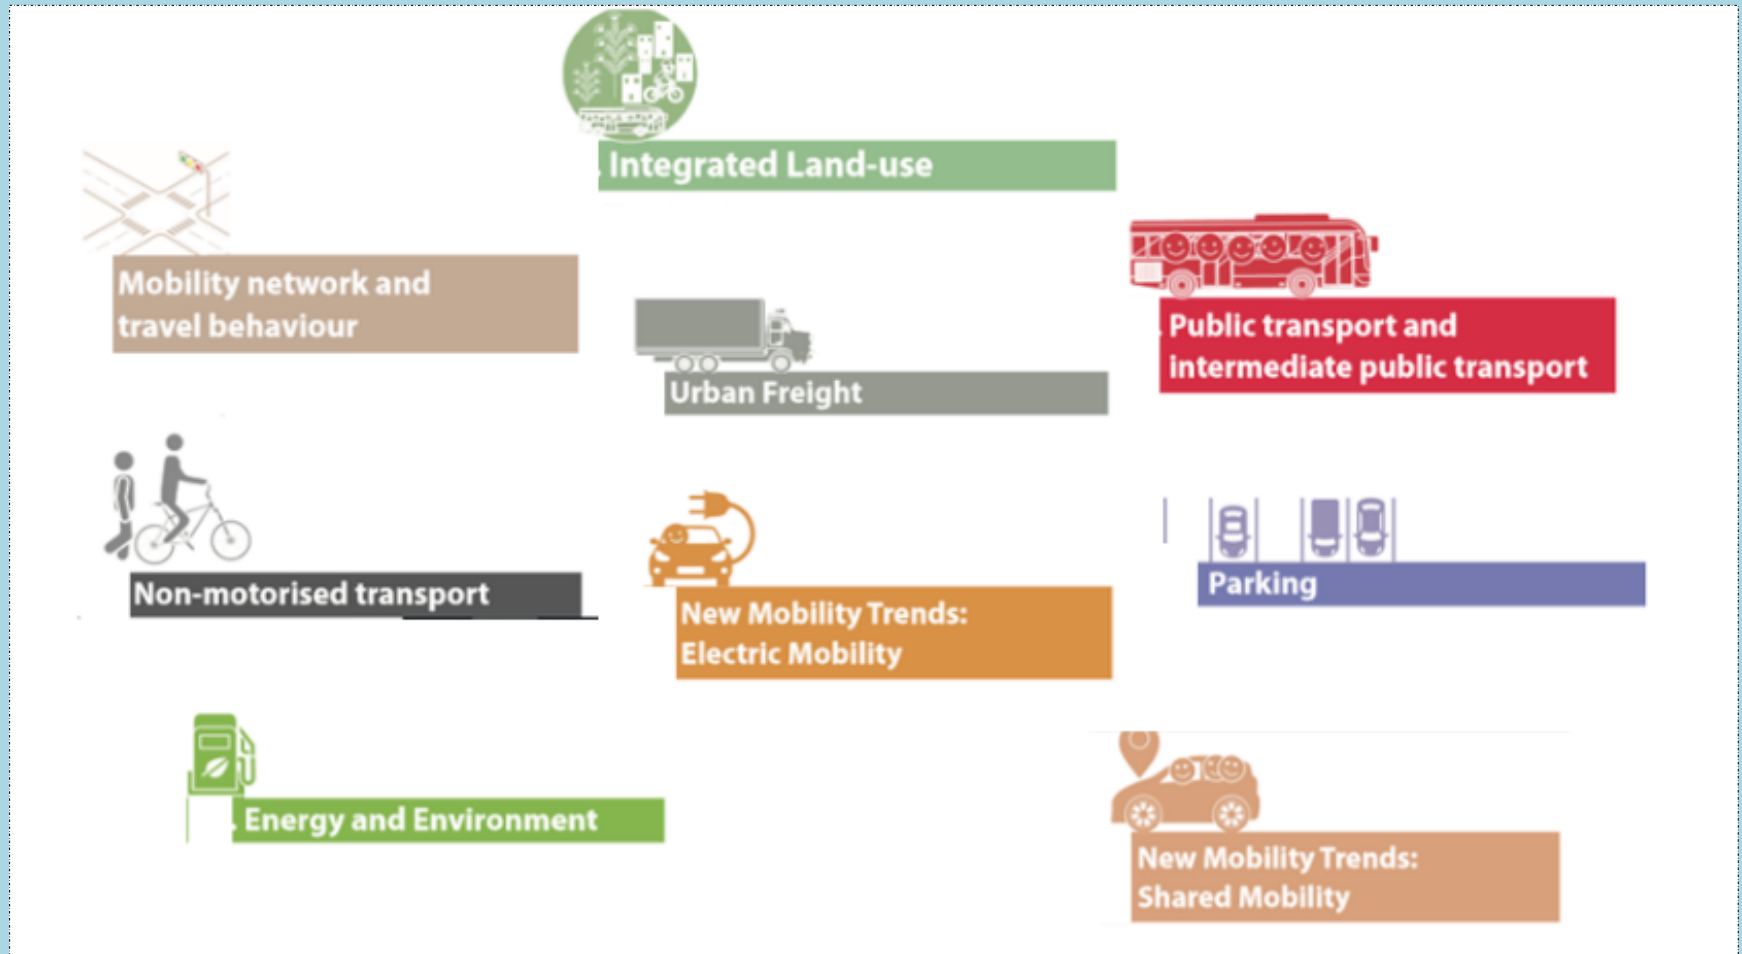 Integrated Land-use
Mobility network and
travel behaviour
Urban Freight
Public transport and
intermediate public transport
Non-motorised transport
New Mobility Trends:
Electric Mobility
Parking
Energy and Environment
New Mobility Trends:
Shared Mobility